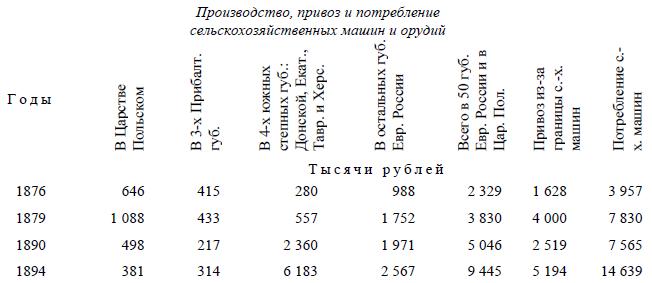 Производство, привоз и потребление
сельскохозяйственных машин и орудий
Годы
В Царстве
Польском
В 3-х Прибалт.
губ.
В 4-х южных
степных губ.:
Донской, Екат.,
Тавр. и Херс.
В остальных губ.
Евр. России
Всего в 50 губ.
Евр. России и в
Цар. Пол.
Привоз из-за
границы с.-х.
машин
Потребление с.-
х. машин
Тысячи рублей
1876 646 415 280 988 2 329 1 628 3 957
1879 1 088 433 557 1 752 3 830 4 000 7 830
1890 498 217 2 360 1 971 5 046 2 519 7 565
1894 381 314 6 183 2 567 9 445 5 194 14 639